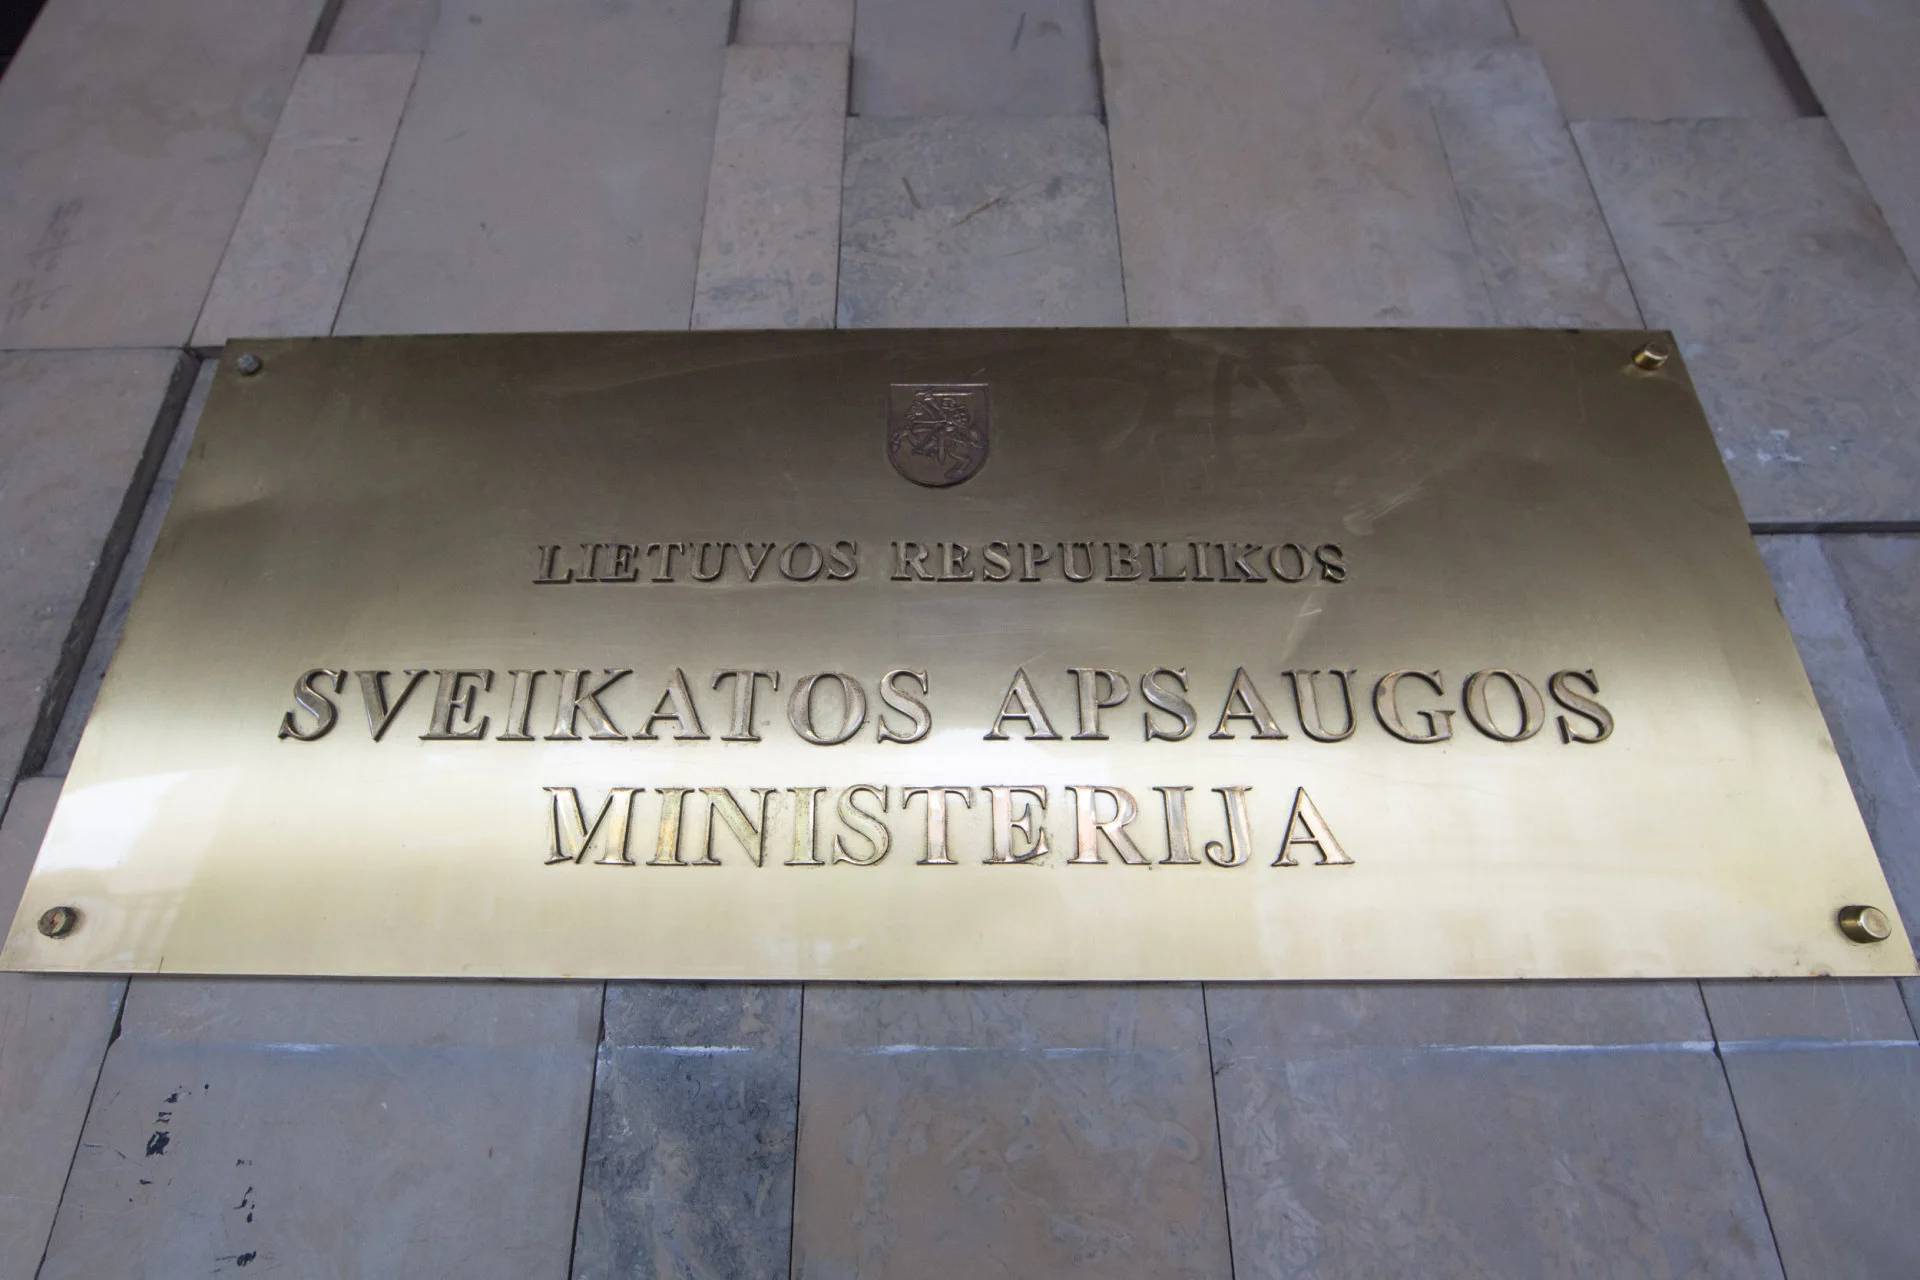 LIETUVOS RESPUBLIKOS
SVEIKATOS APSAUGOS
MINISTERIJA